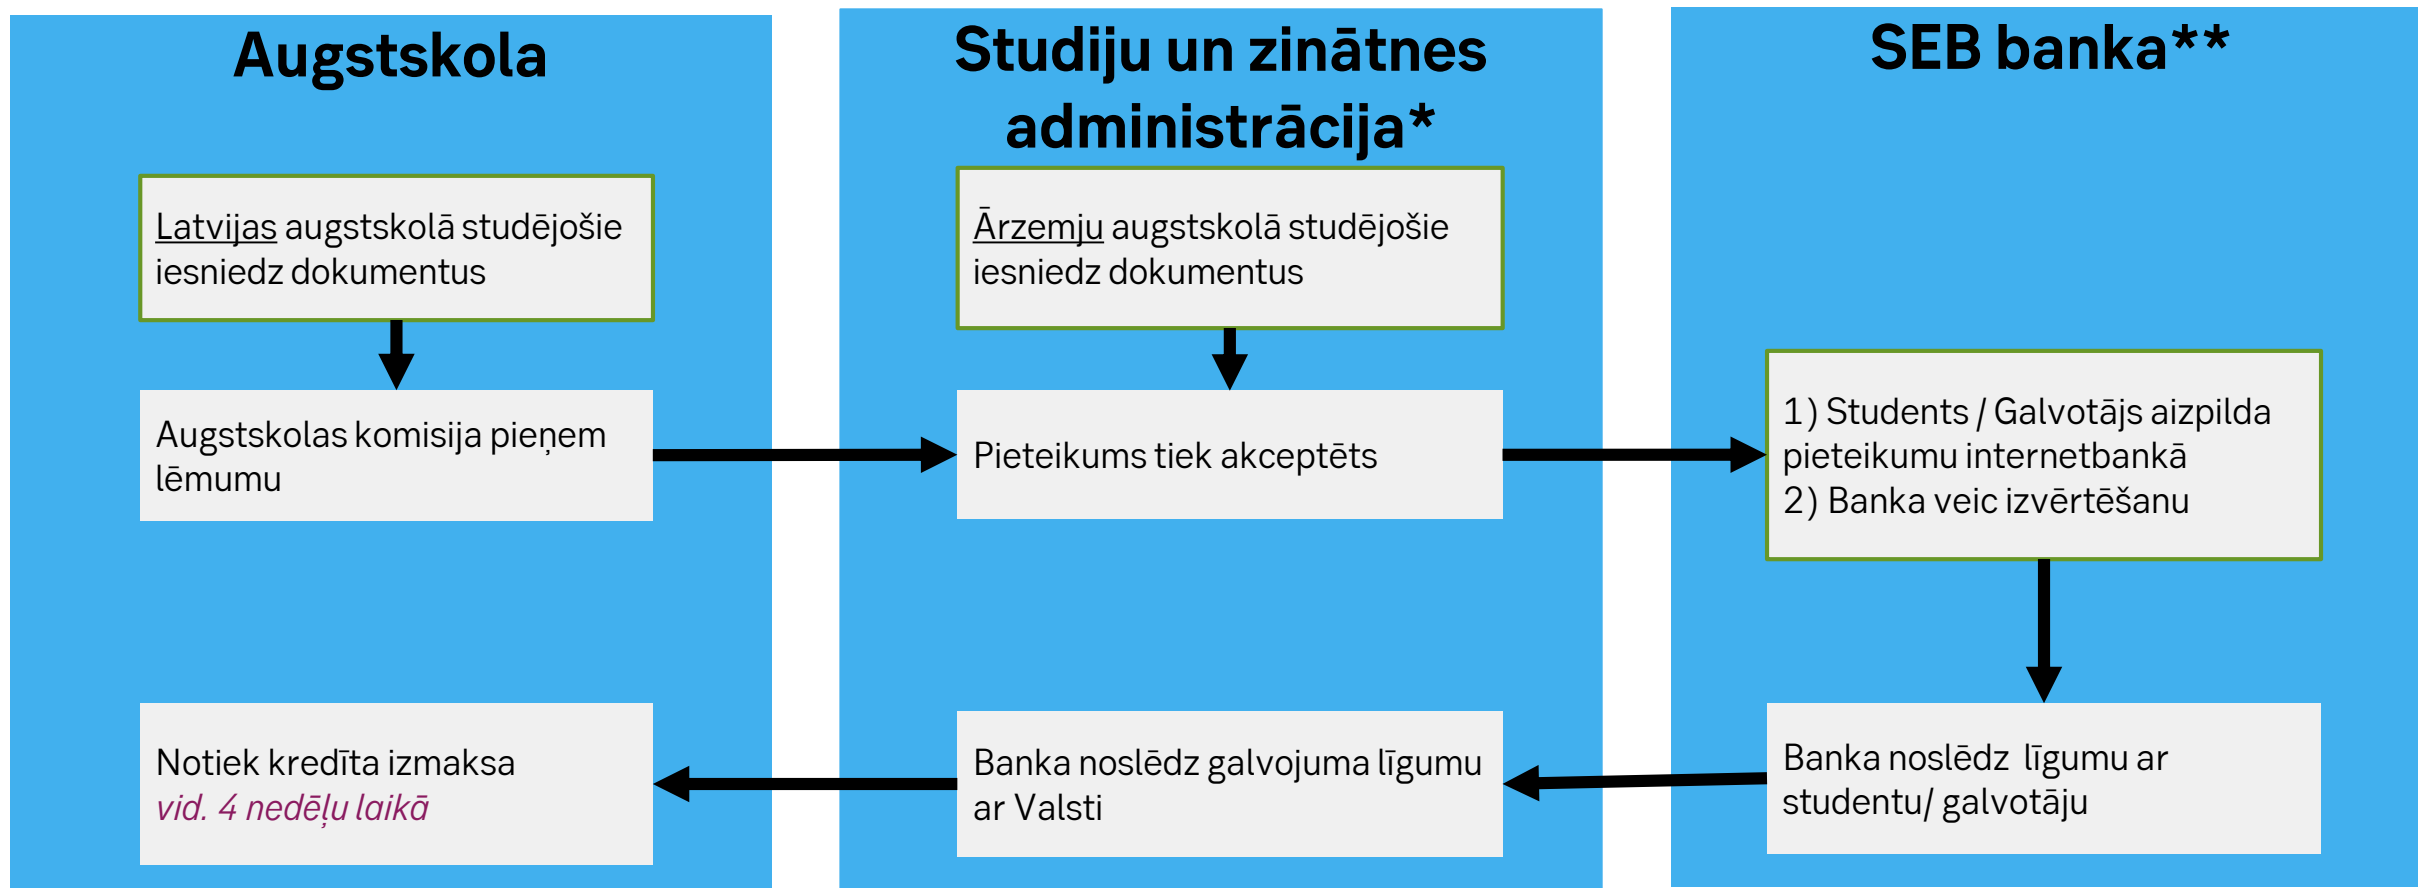 Augstskola
Latvijas augstskolā studējošie
iesniedz dokumentus
Augstskolas komisija pieņem
lēmumu
Notiek kredīta izmaksa
vid. 4 nedēļu laikā
Studiju un zinātnes
administrācija*
Ārzemju augstskolā studējošie
iesniedz dokumentus
Pieteikums tiek akceptēts
Banka noslēdz galvojuma līgumu
ar Valsti
SEB banka**
1) Students / Galvotājs aizpilda
pieteikumu internetbankā
2) Banka veic izvērtēšanu
Banka noslēdz līgumu ar
studentu/ galvotāju